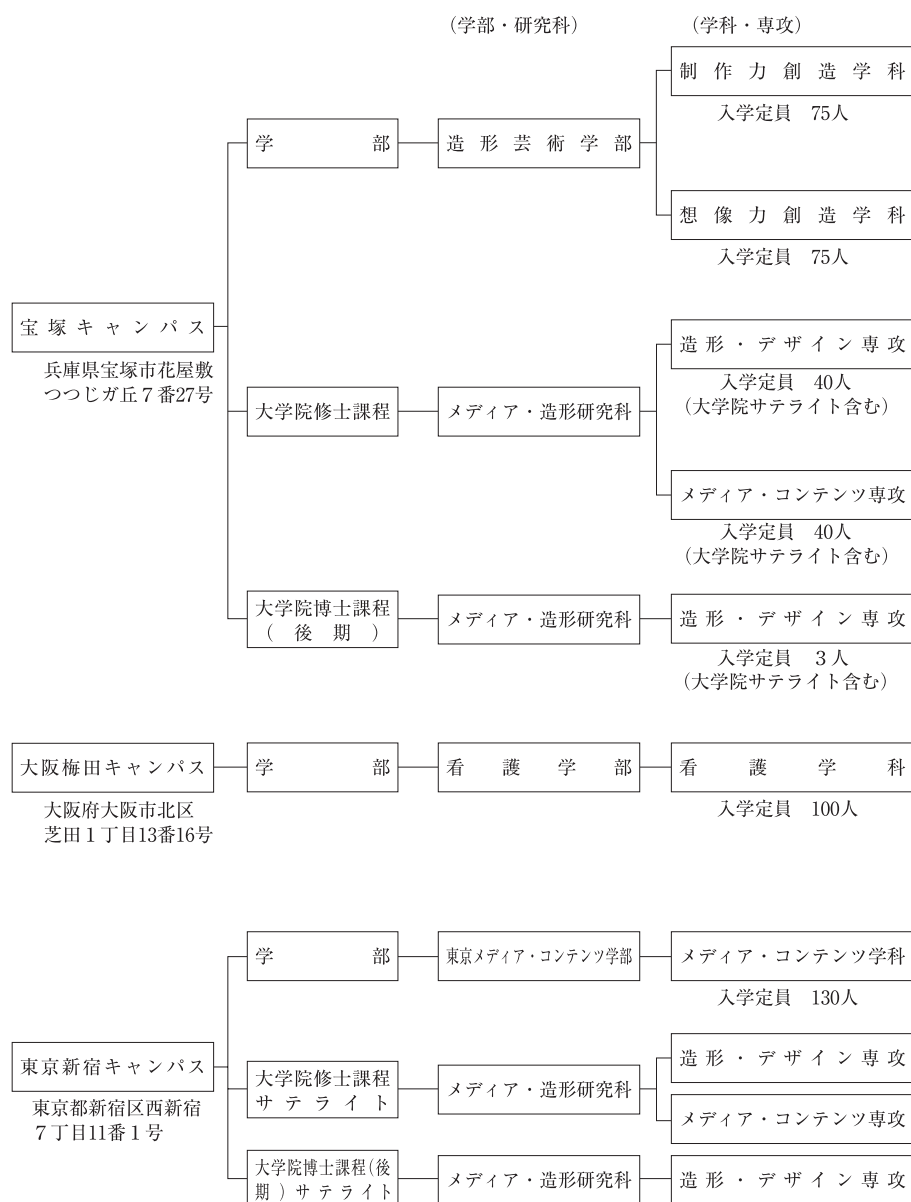 （学部・研究科）　（学科・専攻）
制作力創造学科
入学定員　75人
学部　造形芸術学部
想像力創造学科
入学定員　75人
宝塚キャンパス
兵庫県宝塚市花屋敷
つつじガ丘７番27号
造形・デザイン専攻
入学定員　40人
（大学院サテライト含む）
大学院修士課程　メディア・造形研究科
メディア・コンテンツ専攻
入学定員　40人
（大学院サテライト含む）
大学院博士課程
（後期）
メディア・造形研究科
造形・デザイン専攻
入学定員　３人
（大学院サテライト含む）
大阪梅田キャンパス　学部　看護学部　看護学科
大阪府大阪市北区
芝田１丁目13番16号
入学定員　100人
学部　東京メディア・コンテンツ学部　メディア・コンテンツ学科
入学定員　130人
東京新宿キャンパス
東京都新宿区西新宿
７丁目11番１号
大学院修士課程
サテライト
メディア・造形研究科
造形・デザイン専攻
メディア・コンテンツ専攻
大学院博士課程(後
期)サテライト
メディア・造形研究科
造形・デザイン専攻